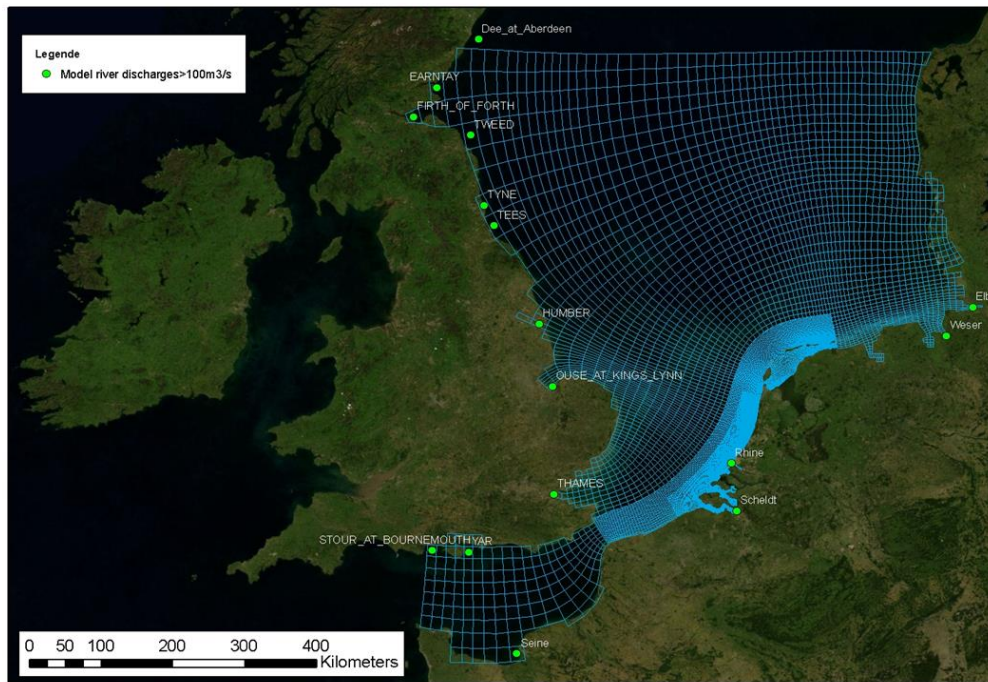 Dee_at_Aberdeen
Legende
Model river discharges>100m3/s
EARNTAY
FIRTH_OF_FORTH
TWEED
TYNE
TEES
HUMBER
Elb
Weser
OUSE_AT_KINGS_LYNN
Rhine
THAMES
Scheldt
STOUR_AT_BOURNEMOUTH YAR
Seine
0 50 100 200 300 400
Kilometers